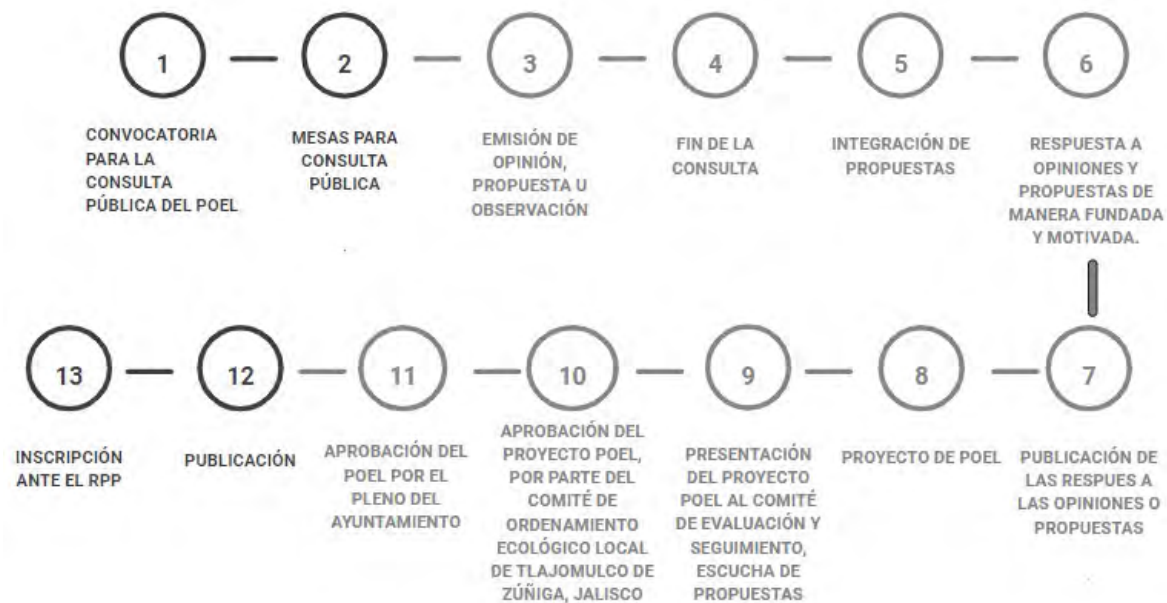 1
CONVOCATORIA
PARA LA
CONSULTA
PÚBLICA DEL POEL
2
MESAS PARA
CONSULTA
PÚBLICA
3
EMISIÓN DE
OPINIÓN,
PROPUESTA U
OBSERVACIÓN
4
FIN DE LA
CONSULTA
5
INTEGRACIÓN DE
PROPUESTAS
6
RESPUESTA A
OPINIONES Y
PROPUESTAS DE
MANERA FUNDADA
Y MOTIVADA.
13
INSCRIPCIÓN
ANTE EL RPP
12
PUBLICACIÓN
11
APROBACIÓN DEL
POEL POR EL
PLENO DEL
AYUNTAMIENTO
10
APROBACIÓN DEL
PROYECTO POEL,
POR PARTE DEL
COMITÉ DE
ORDENAMIENTO
ECOLÓGICO LOCAL
DE TLAJOMULCO DE
ZÚÑIGA, JALISCO
9
PRESENTACIÓN
DEL PROYECTO
POEL AL COMITÉ
DE EVALUACIÓN Y
SEGUIMIENTO,
ESCUCHA DE
PROPUESTAS
8
PROYECTO DE POEL
7
PUBLICACIÓN DE
LAS RESPUES A
LAS OPINIONES O
PROPUESTAS